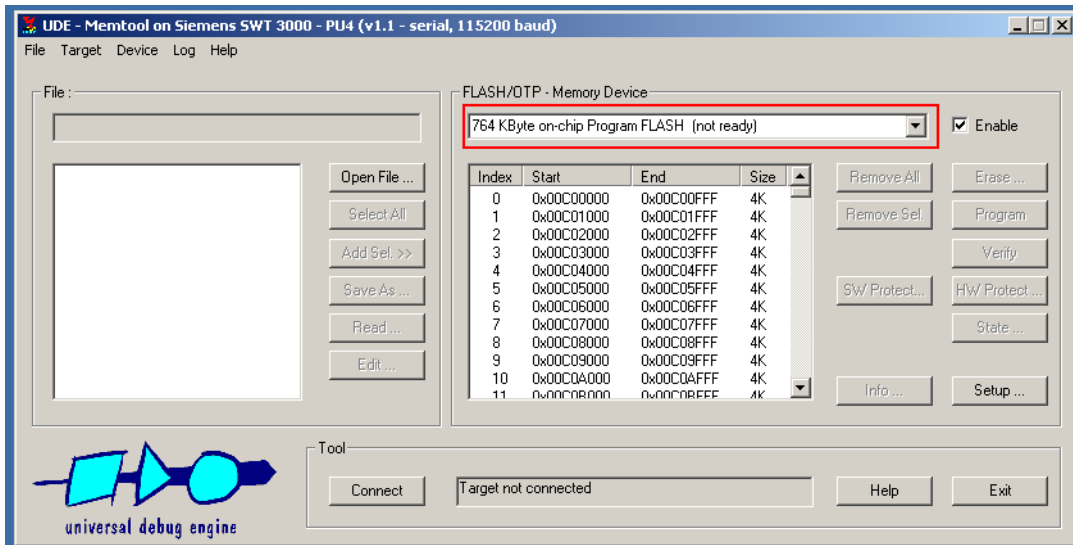 UDE - Memtool on Siemens SWT 3000 - PU4 (v1.1 - serial, 115200 baud)
File Target Device Log Help
File :
Open File ...
Select All
Add Sel. >>
Save As ...
Read ...
Edit ...
FLASH/OTP - Memory Device
764 KByte on-chip Program FLASH (not ready)
Enable
Index Start End Size
0 0x00C00000 0x00C00FFF 4K
1 0x00C01000 0x00C01FFF 4K
2 0x00C02000 0x00C02FFF 4K
3 0x00C03000 0x00C03FFF 4K
4 0x00C04000 0x00C04FFF 4K
5 0x00C05000 0x00C05FFF 4K
6 0x00C06000 0x00C06FFF 4K
7 0x00C07000 0x00C07FFF 4K
8 0x00C08000 0x00C08FFF 4K
9 0x00C09000 0x00C09FFF 4K
10 0x00C0A000 0x00C0AFFF 4K
11 0x00C0B000 0x00C0BFFF 4K
Remove All
Remove Sel.
SW Protect...
Info ...
Erase ...
Program
Verify
HW Protect ...
State ...
Setup ...
universal debug engine
Tool
Connect
Target not connected
Help
Exit